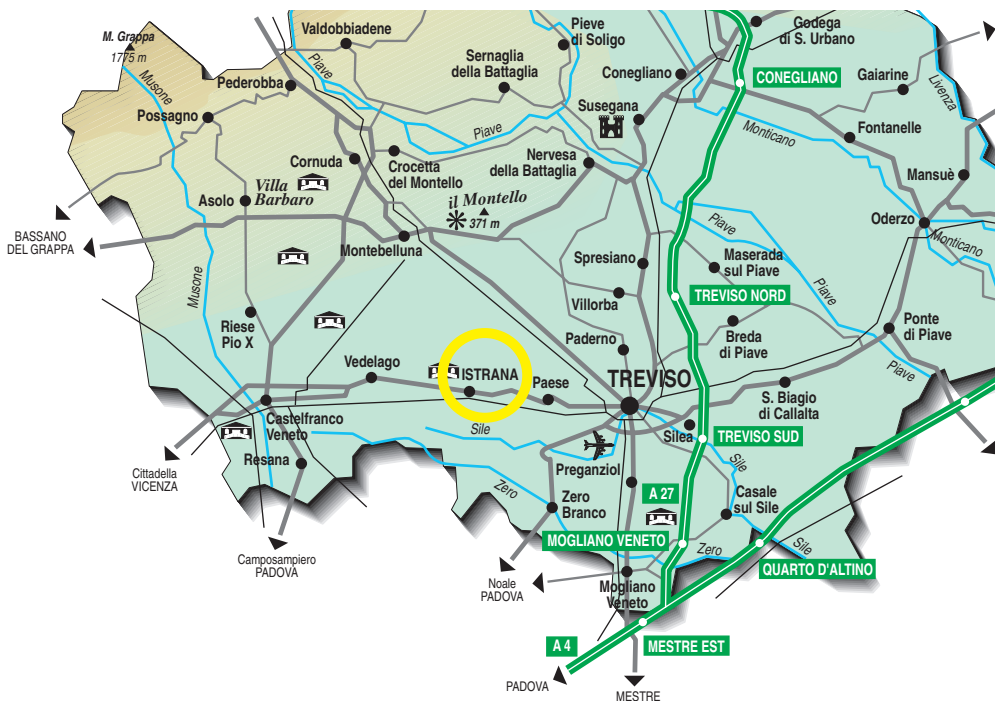 M. Grappa
1775 m
Musone
Valdobbiadene
Piave
Pieve
di Soligo
Sernaglia
della Battaglia
Godega
di S. Urbano
Conegliano
CONEGLIANO
Gaiarine
Livenza
Pederobba
Possagno
Piave
Susegana
Monticano
Fontanelle
Cornuda
Crocetta
del Montello
Nervesa
della Battaglia
Mansuè
Asolo
Villa
Barbaro
il Montello
371 m
Oderzo
Monticano
BASSANO
DEL GRAPPA
Montebelluna
Piave
Spresiano
Maserada
sul Piave
Musone
Villorba
TREVISO NORD
Piave
Riese
Pio X
Paderno
Breda
di Piave
Ponte
di Piave
Vedelago
ISTRANA
Paese
TREVISO
Piave
S. Biagio
di Callalta
Castelfranco
Veneto
Sile
Silea
TREVISO SUD
Resana
Cittadella
VICENZA
Preganziol
Sile
Zero
Zero
Branco
A 27
Casale
sul Sile
MOGLIANO VENETO
Zero
Sile
QUARTO D'ALTINO
Camposampiero
PADOVA
Noale
PADOVA
Mogliano
Veneto
A 4
MESTRE EST
PADOVA
MESTRE